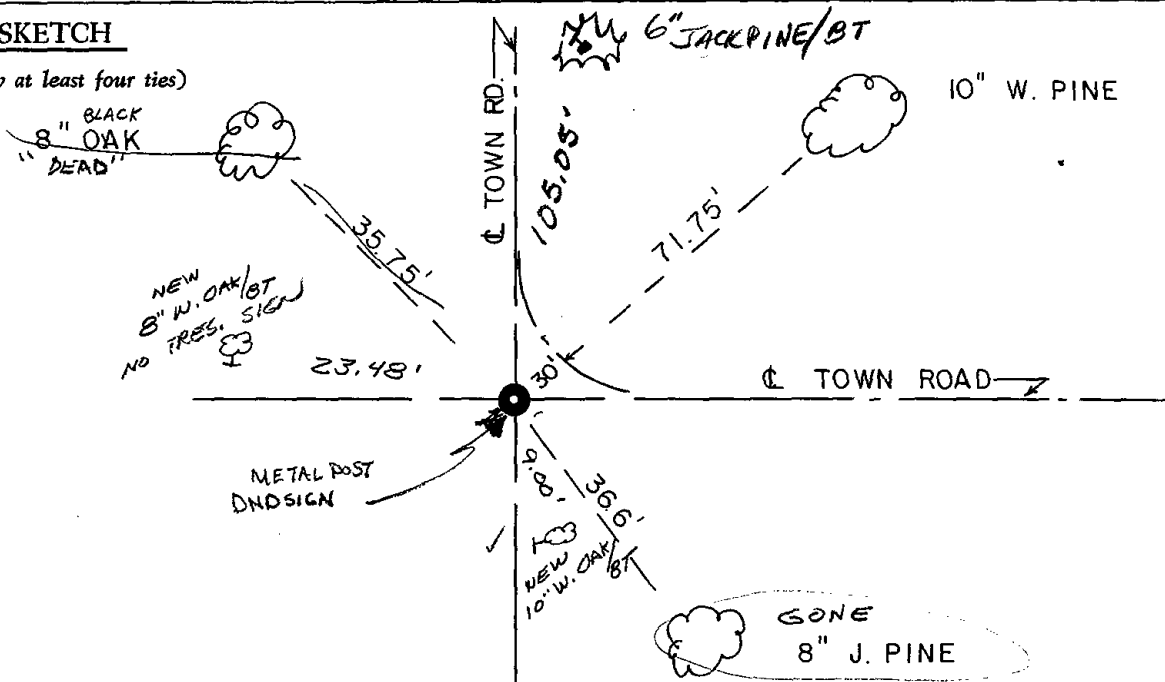 SKETCH
at least four ties)
6" JACKPINE/BT
10" W. PINE
BLACK
8" OAK
"DEAD"
℄ TOWN RD.
105.05'
71.75'
35.75'
NEW
8" W. OAK/BT
NO TRES. SIGN
23.48'
30'
℄ TOWN ROAD
METAL POST
DNDSIGN
36.6'
NEW
10" W. OAK/BT
GONE
8" J. PINE